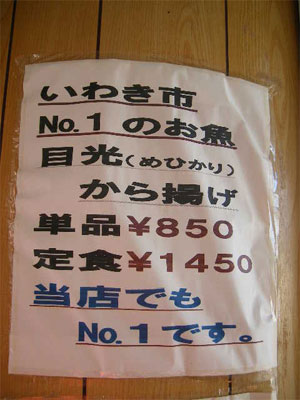 いわき市
No.1のお魚
目光(めひかり)
から揚げ
単品¥850
定食¥1450
当店でも
No.1です。